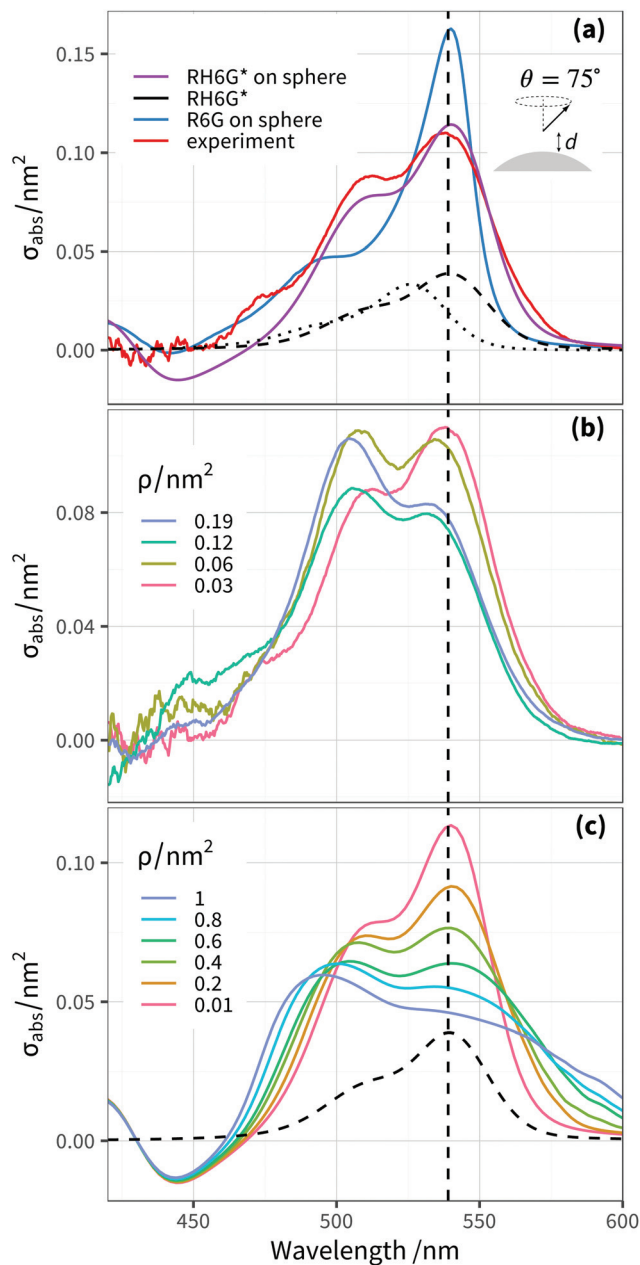 (a)
0.15
0.10
0.05
0.00
σabs/nm²
RH6G* on sphere
RH6G*
R6G on sphere
experiment
θ = 75°
d
(b)
0.08
0.04
0.00
σabs/nm²
ρ/nm²
0.19
0.12
0.06
0.03
(c)
0.10
0.05
0.00
σabs/nm²
ρ/nm²
1
0.8
0.6
0.4
0.2
0.01
450 500 550 600
Wavelength /nm